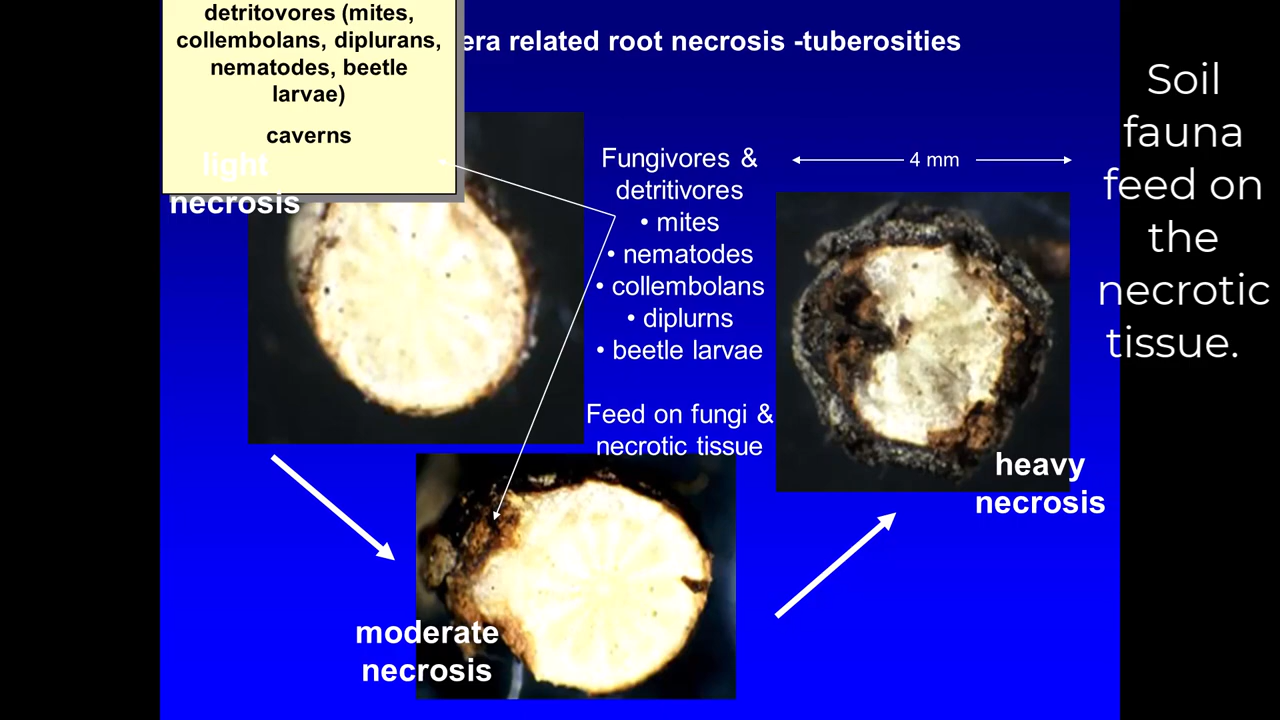 detritovores (mites,
collembolans, diplurans,
nematodes, beetle
larvae)
caverns
era related root necrosis -tuberosities
light
necrosis
Fungivores &
detritivores
• mites
• nematodes
• collembolans
• diplurns
• beetle larvae
Feed on fungi &
necrotic tissue
4 mm
heavy
necrosis
moderate
necrosis
Soil
fauna
feed on
the
necrotic
tissue.